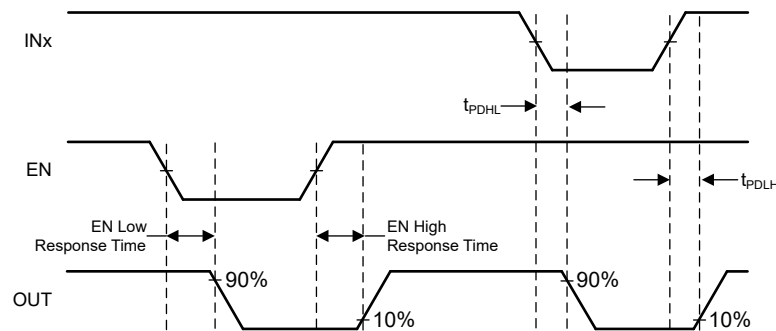 INx
tPDHL
EN
tPDLH
EN Low
Response Time
EN High
Response Time
90%
90%
OUT
10%
10%